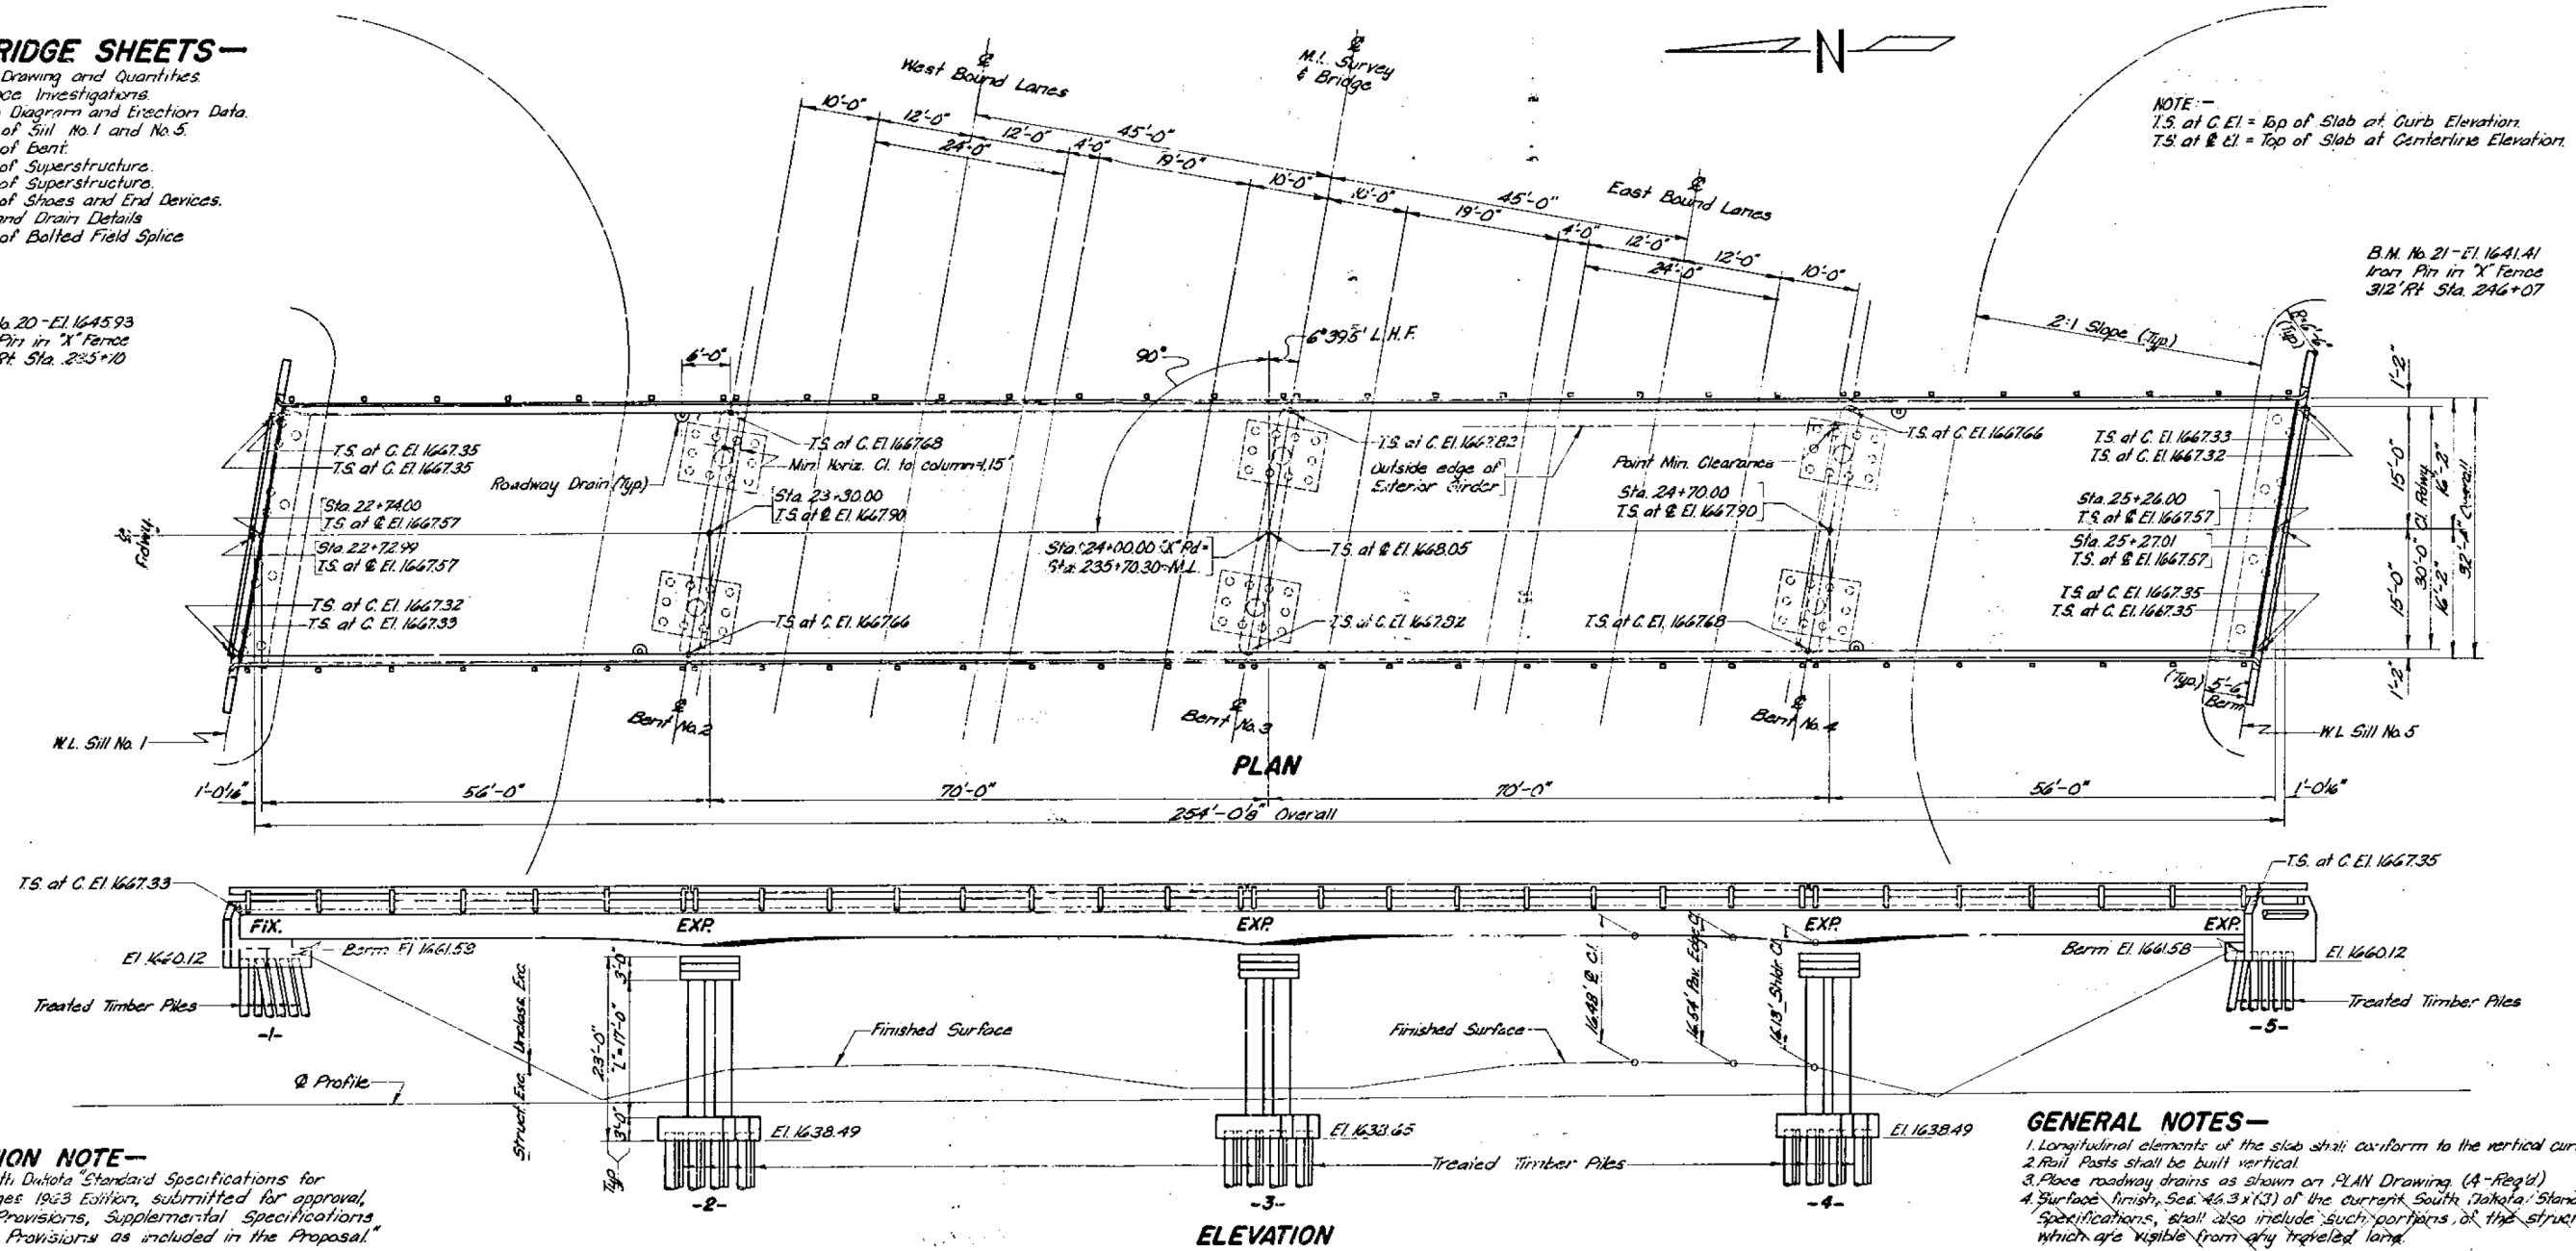 RIDGE SHEETS—
Drawing and Quantities.
ce Investigations.
Diagram and Erection Data.
of Sill No. 1 and No. 5.
of Bent.
of Superstructure.
of Superstructure.
of Shoes and End Devices.
and Drain Details
of Bolted Field Splice
o. 20 - El. 1645.93
Pin in "X" Fence
Rt. Sta. 235+10
℄
West Bound Lanes
℄
M.L. Survey
& Bridge
N
NOTE:—
T.S. at C. El. = Top of Slab at Curb Elevation.
T.S. at ℄ El. = Top of Slab at Centerline Elevation.
10'-0"
12'-0"
12'-0"
24'-0"
4'-0"
45'-0"
19'-0"
10'-0"
10'-0"
19'-0"
45'-0"
4'-0"
12'-0"
24'-0"
12'-0"
10'-0"
℄
East Bound Lanes
B.M. No. 21 - El. 1641.41
Iron Pin in "X" Fence
312' Rt. Sta. 246+07
6'-0"
90°
6°39.5' L.H.F.
2:1 Slope (Typ.)
R=6'-6"
(Typ.)
T.S. at C. El. 1667.35
T.S. at C. El. 1667.35
Roadway Drain (Typ.)
T.S. at C. El. 1667.68
Min. Horiz. Cl. to column=1.15'
T.S. at C. El. 1667.82
Outside edge of
Exterior Girder
Point Min. Clearance
T.S. at C. El. 1667.66
T.S. at C. El. 1667.33
T.S. at C. El. 1667.32
℄
Rdwy.
Sta. 22+74.00
T.S. at ℄ El. 1667.57
Sta. 22+72.99
T.S. at ℄ El. 1667.57
Sta. 23+30.00
T.S. at ℄ El. 1667.90
Sta. 24+00.00 "X" Rd=
Sta. 235+70.30=M.L.
T.S. at ℄ El. 1668.05
Sta. 24+70.00
T.S. at ℄ El. 1667.90
Sta. 25+26.00
T.S. at ℄ El. 1667.57
Sta. 25+27.01
T.S. at ℄ El. 1667.57
T.S. at C. El. 1667.32
T.S. at C. El. 1667.33
T.S. at C. El. 1667.66
T.S. at C. El. 1667.82
T.S. at C. El. 1667.68
T.S. at C. El. 1667.35
T.S. at C. El. 1667.35
1'-2"
15'-0"
15'-0"
1'-2"
30'-0" Cl. Rdwy.
16'-2"
16'-2"
32'-4" Overall
(Typ.) 5'-6"
Berm
W.L. Sill No. 1
℄
Bent No. 2
℄
Bent No. 3
℄
Bent No. 4
W.L. Sill No. 5
PLAN
1'-0⅛"
56'-0"
70'-0"
70'-0"
56'-0"
254'-0⅛" Overall
T.S. at C. El. 1667.33
T.S. at C. El. 1667.35
FIX.
EXP.
EXP.
EXP.
EXP.
El. 1660.12
Berm El. 1661.58
Berm El. 1661.58
El. 1660.12
Treated Timber Piles
Treated Timber Piles
-1-
-5-
Struct. Exc.
Unclass. Exc.
23'-0"
3'-0"
"L"=17'-0"
3'-0"
Typ.
Finished Surface
Finished Surface
16.48' ℄ Cl.
16.54' Pav. Edge Cl.
16.13' Shldr. Cl.
℄ Profile
El. 1638.49
El. 1638.65
El. 1638.49
Treated Timber Piles
-2-
-3-
-4-
ELEVATION
ION NOTE—
th Dakota "Standard Specifications for
ges 1963 Edition, submitted for approval,
Provisions, Supplemental Specifications
Provisions as included in the Proposal."
GENERAL NOTES—
1. Longitudinal elements of the slab shall conform to the vertical cur
2. Rail Posts shall be built vertical.
3. Place roadway drains as shown on PLAN Drawing. (4-Req'd)
4. Surface finish, Sec. 46.3 x (3) of the current South Dakota Stand
Specifications, shall also include such portions of the struc
which are visible from any traveled lane.